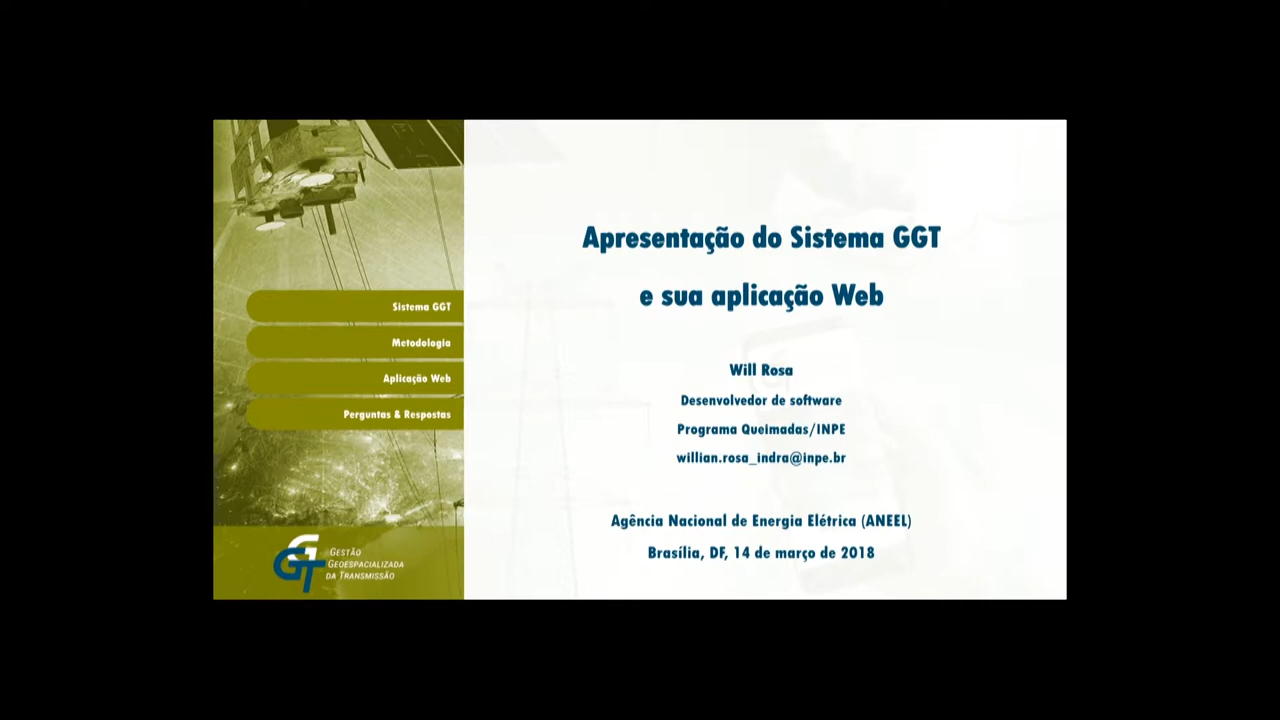 Apresentação do Sistema GGT
e sua aplicação Web
Will Rosa
Desenvolvedor de software
Programa Queimadas/INPE
willian.rosa_indra@inpe.br
Agência Nacional de Energia Elétrica (ANEEL)
Brasília, DF, 14 de março de 2018
Sistema GGT
Metodologia
Aplicação Web
Perguntas & Respostas
GGT
Gestão
Geoespacializada
da Transmissão